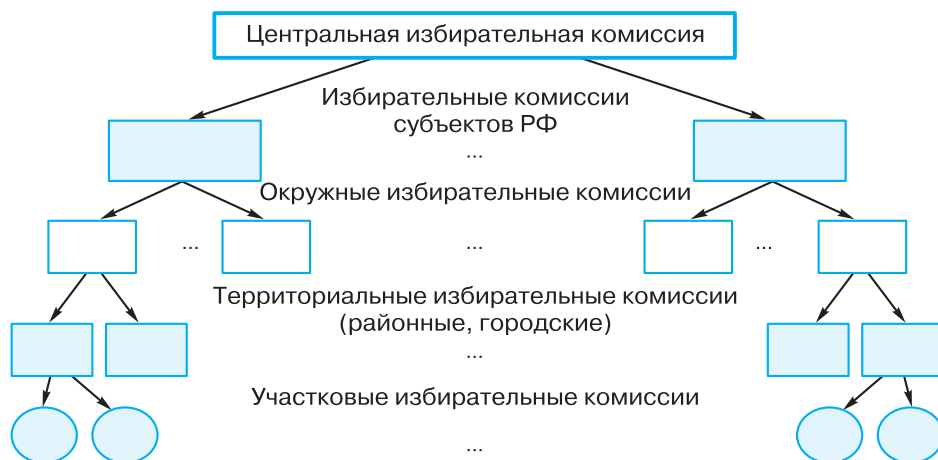 Центральная избирательная комиссия
Избирательные комиссии
субъектов РФ
...
Окружные избирательные комиссии
... ... ...
Территориальные избирательные комиссии
(районные, городские)
...
Участковые избирательные комиссии
...